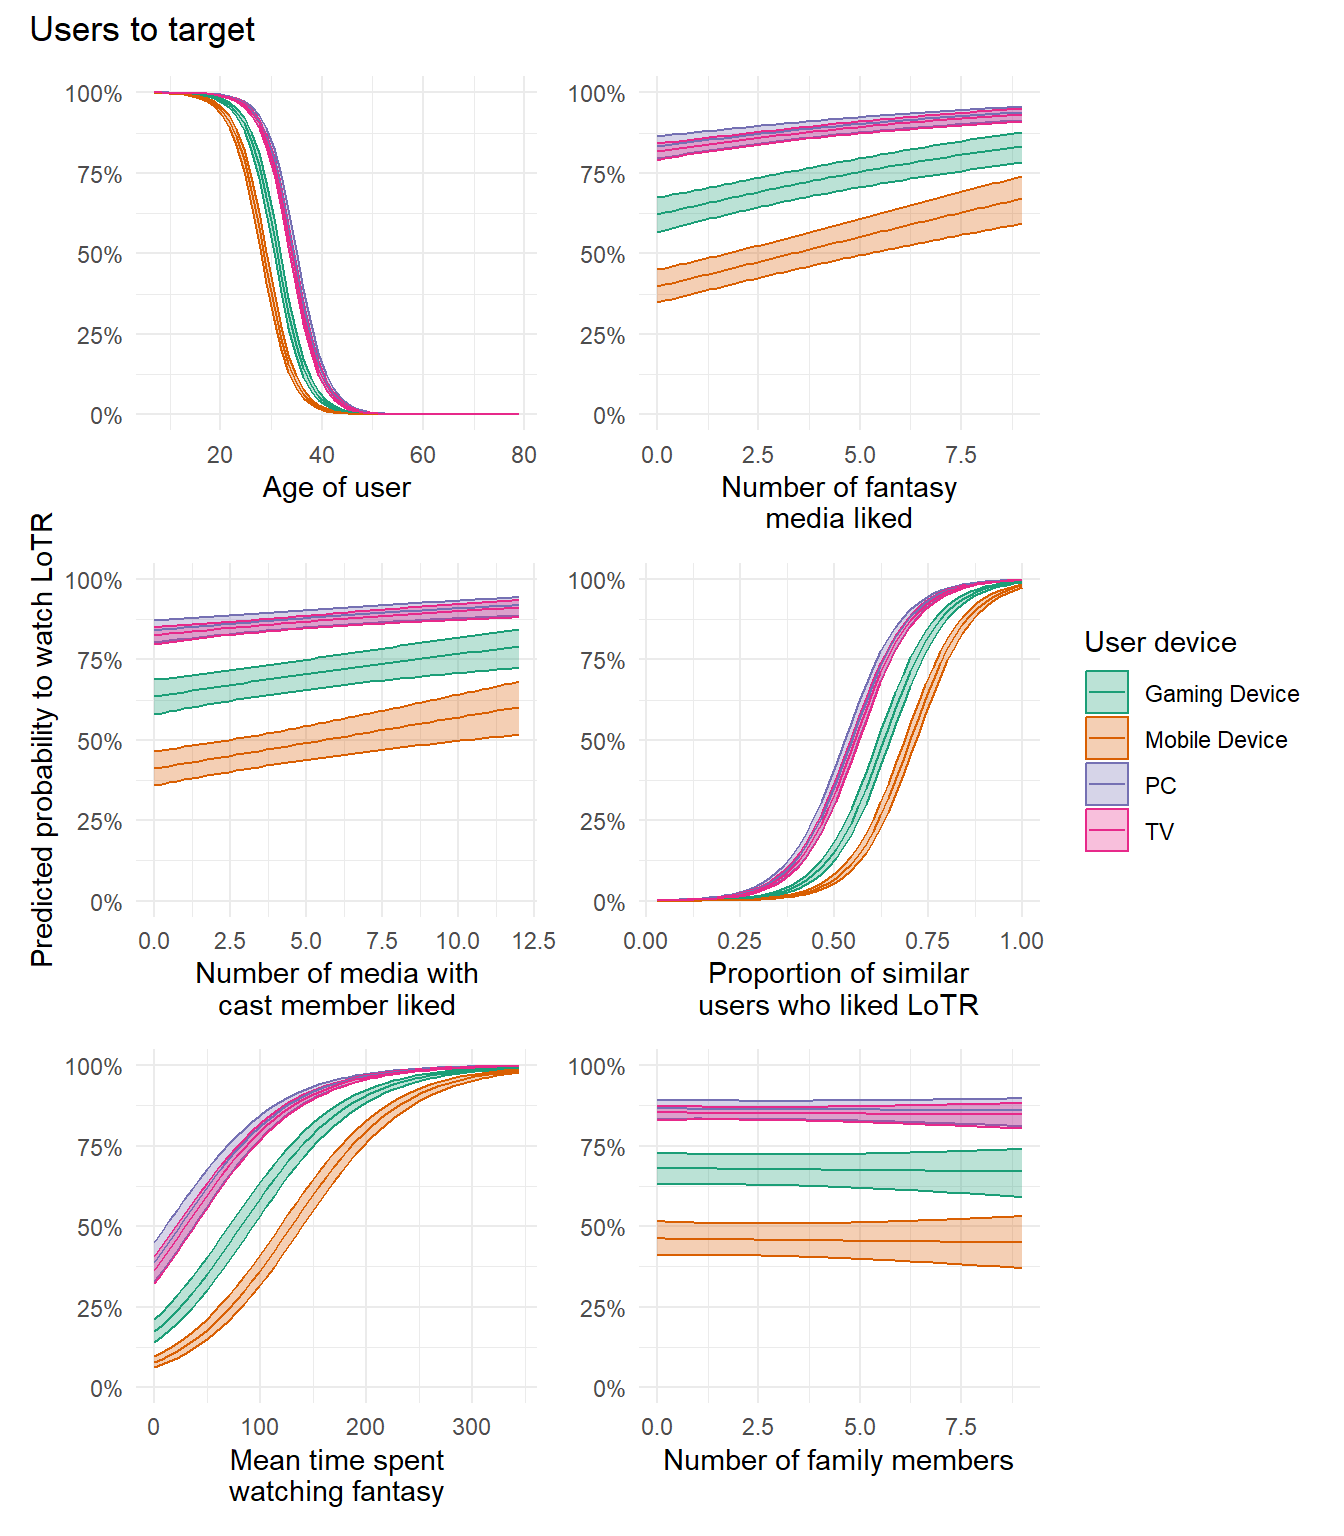 Users to target
Predicted probability to watch LoTR
100%
75%
50%
25%
0%
20 40 60 80
Age of user
100%
75%
50%
25%
0%
0.0 2.5 5.0 7.5
Number of fantasy
media liked
100%
75%
50%
25%
0%
0.0 2.5 5.0 7.5 10.0 12.5
Number of media with
cast member liked
100%
75%
50%
25%
0%
0.00 0.25 0.50 0.75 1.00
Proportion of similar
users who liked LoTR
100%
75%
50%
25%
0%
0 100 200 300
Mean time spent
watching fantasy
100%
75%
50%
25%
0%
0.0 2.5 5.0 7.5
Number of family members
User device
Gaming Device
Mobile Device
PC
TV